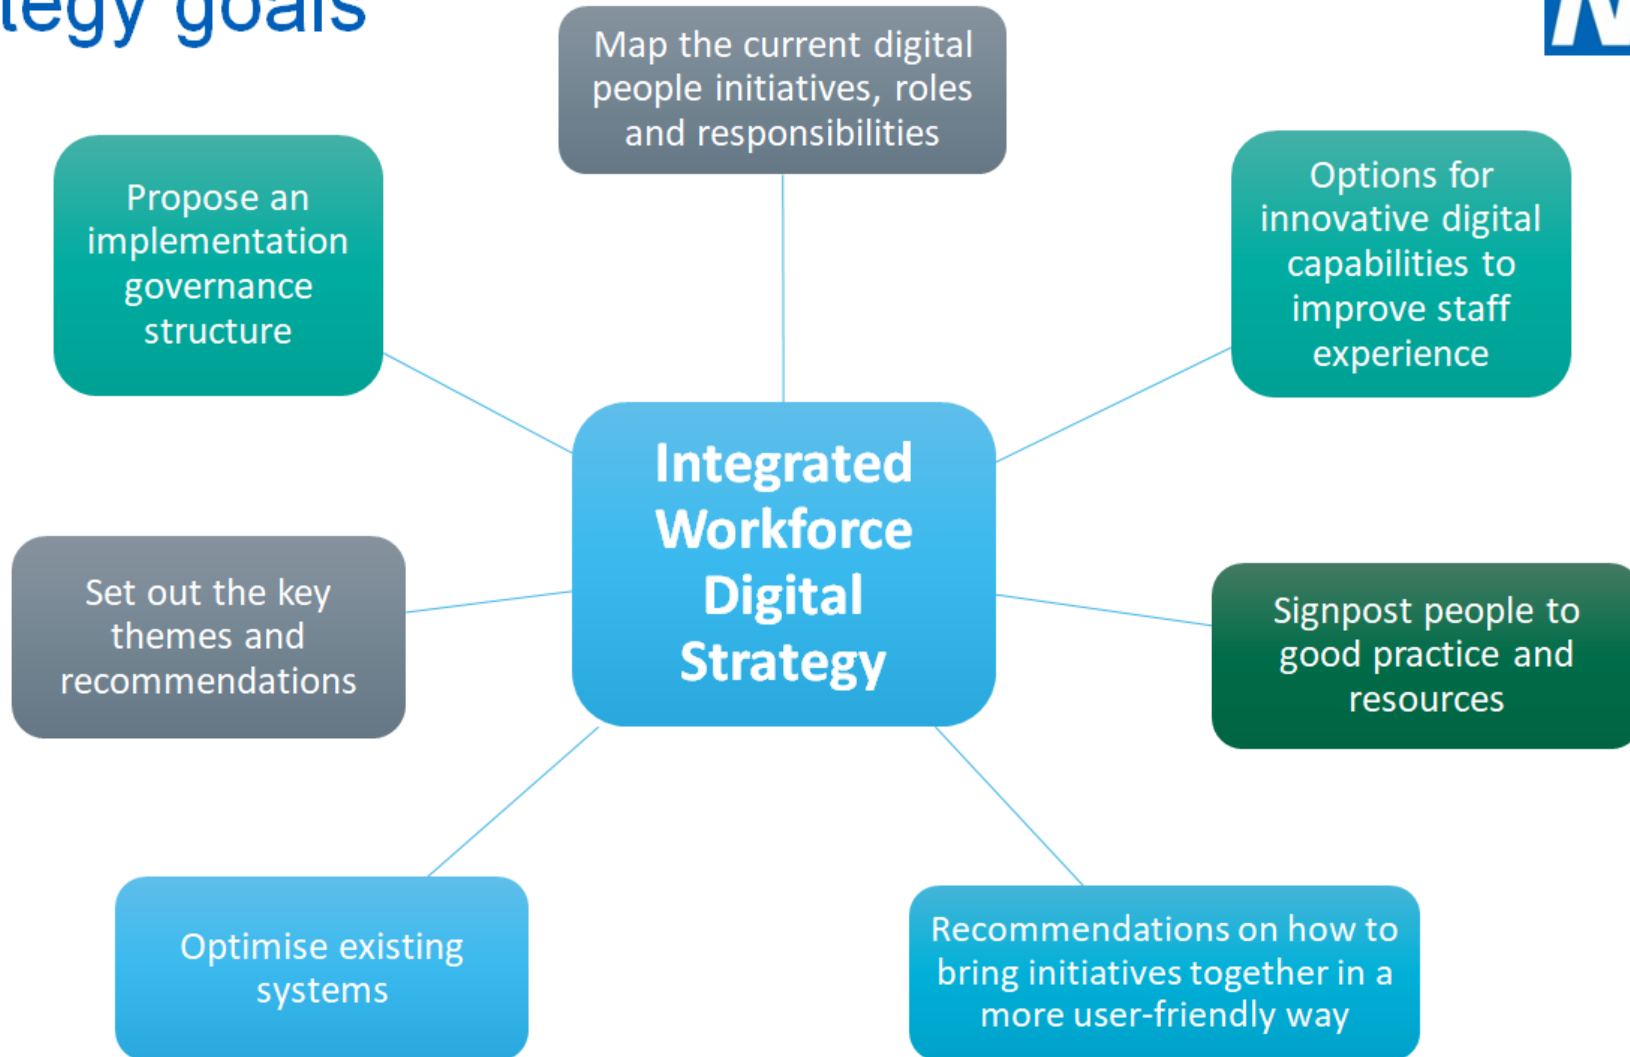 tegy goals
Map the current digital
people initiatives, roles
and responsibilities
Propose an
implementation
governance
structure
Options for
innovative digital
capabilities to
improve staff
experience
Integrated
Workforce
Digital
Strategy
Set out the key
themes and
recommendations
Signpost people to
good practice and
resources
Optimise existing
systems
Recommendations on how to
bring initiatives together in a
more user-friendly way